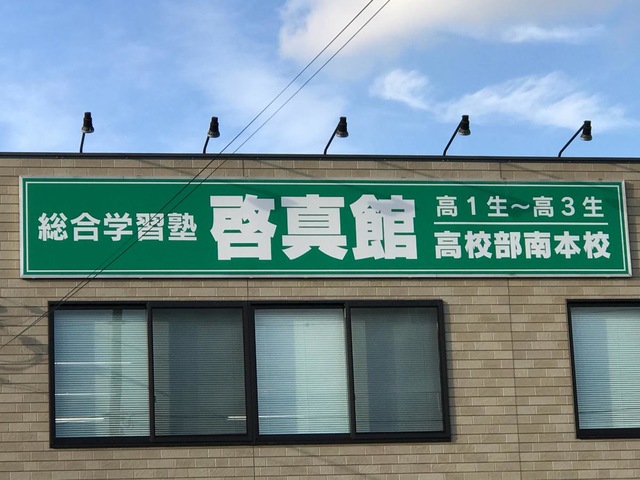 総合学習塾 啓真館
高1生～高3生
高校部南本校